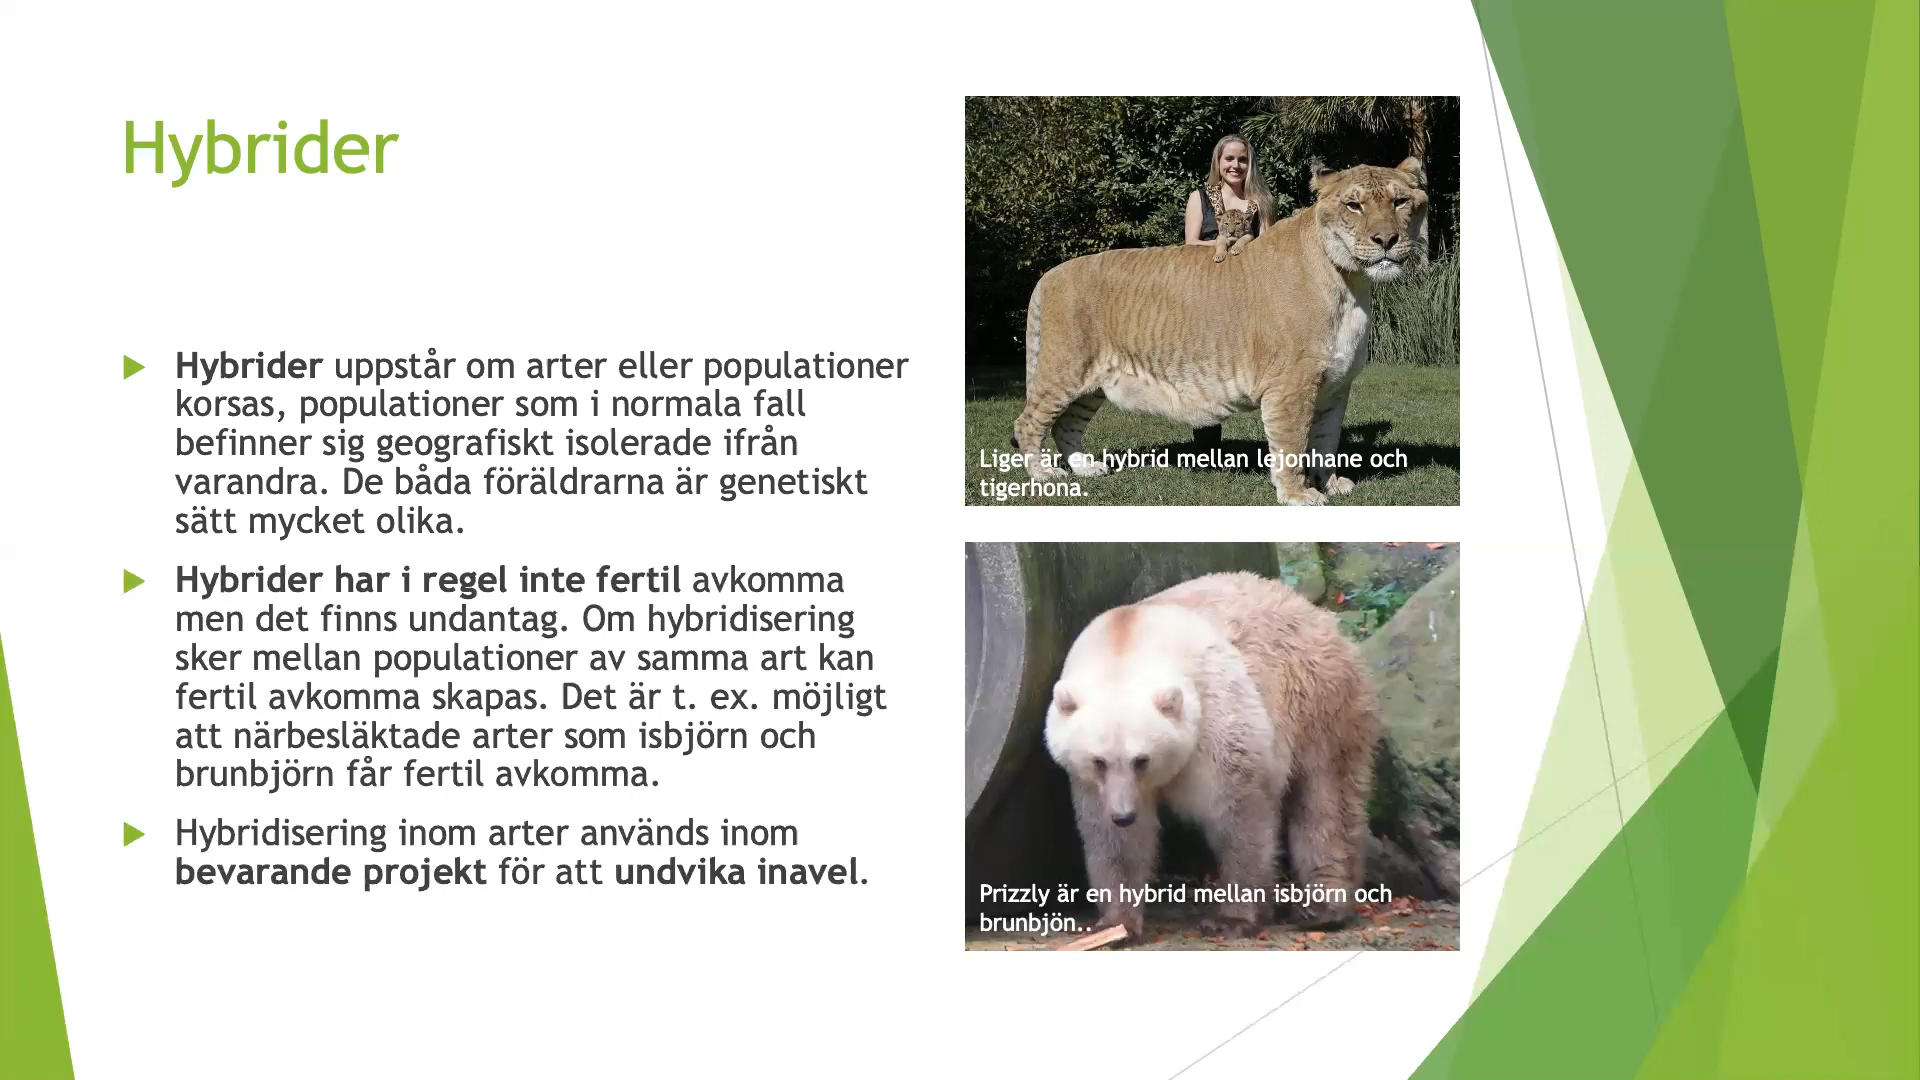 Hybrider
Hybrider uppstår om arter eller populationer
korsas, populationer som i normala fall
befinner sig geografiskt isolerade ifrån
varandra. De båda föräldrarna är genetiskt
sätt mycket olika.
Hybrider har i regel inte fertil avkomma
men det finns undantag. Om hybridisering
sker mellan populationer av samma art kan
fertil avkomma skapas. Det är t. ex. möjligt
att närbesläktade arter som isbjörn och
brunbjörn får fertil avkomma.
Hybridisering inom arter används inom
bevarande projekt för att undvika inavel.
Liger är en hybrid mellan lejonhane och
tigerhona.
Prizzly är en hybrid mellan isbjörn och
brunbjön..